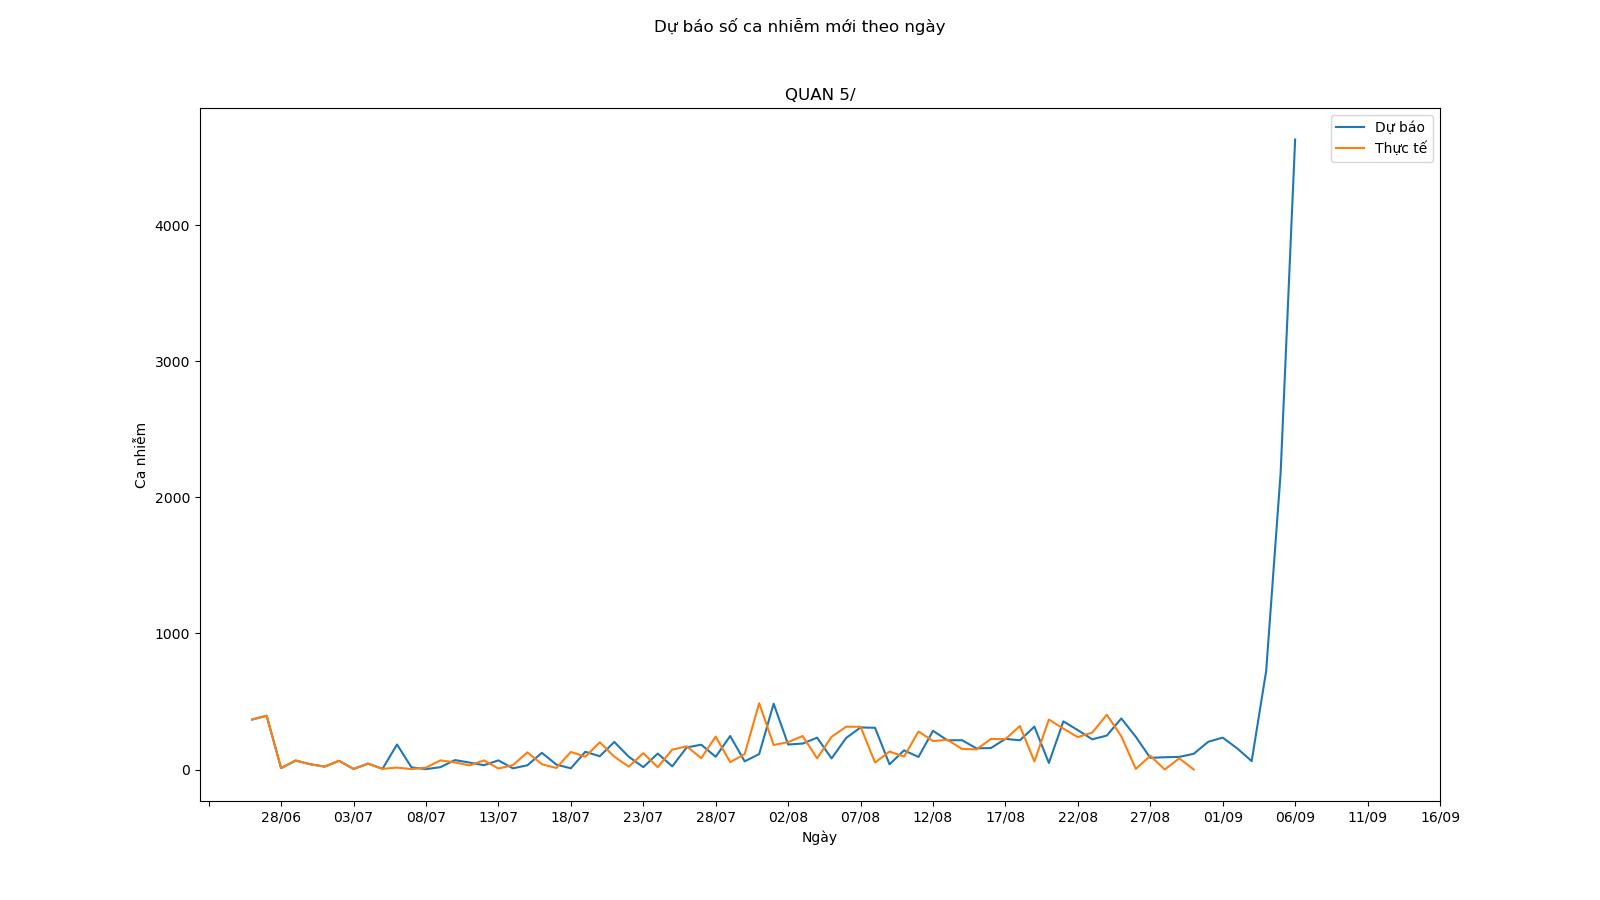 Dự báo số ca nhiễm mới theo ngày
QUAN 5/
Dự báo
Thực tế
4000
3000
2000
1000
0
Ca nhiễm
28/06 03/07 08/07 13/07 18/07 23/07 28/07 02/08 07/08 12/08 17/08 22/08 27/08 01/09 06/09 11/09 16/09
Ngày